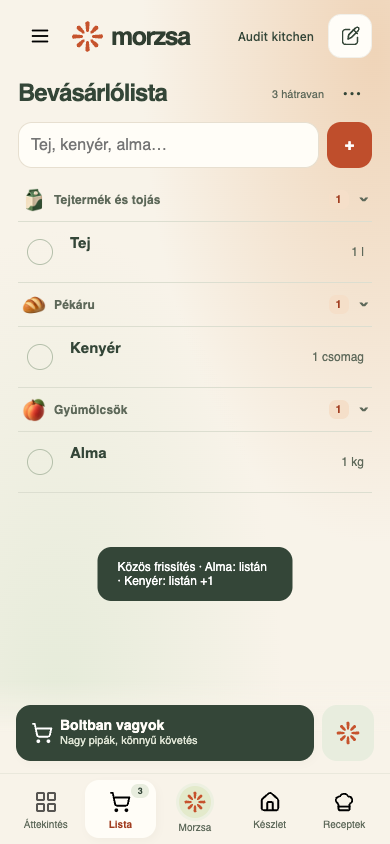 morzsa
Audit kitchen
Bevásárlólista
3 hátravan
Tej, kenyér, alma…
+
Tejtermék és tojás
1
Tej
1 l
Pékáru
1
Kenyér
1 csomag
Gyümölcsök
1
Alma
1 kg
Közös frissítés · Alma: listán
· Kenyér: listán +1
Boltban vagyok
Nagy pipák, könnyű követés
3
Áttekintés
Lista
Morzsa
Készlet
Receptek